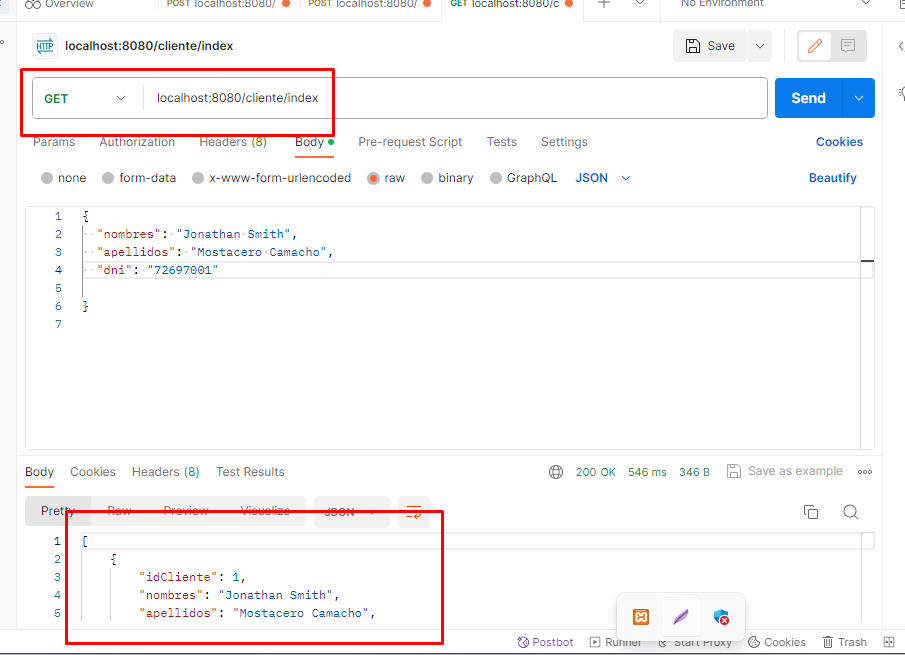 Overview POST localhost:8080/ POST localhost:8080/ GET localhost:8080/c No Environment
HTTP localhost:8080/cliente/index Save
GET localhost:8080/cliente/index Send
Params Authorization Headers (8) Body Pre-request Script Tests Settings Cookies
none form-data x-www-form-urlencoded raw binary GraphQL JSON Beautify
1 {
2 "nombres": "Jonathan Smith",
3 "apellidos": "Mostacero Camacho",
4 "dni": "72697001"
5
6 }
7
Body Cookies Headers (8) Test Results 200 OK 546 ms 346 B Save as example
Pretty Raw Preview Visualize JSON
1 [
2 {
3 "idCliente": 1,
4 "nombres": "Jonathan Smith",
5 "apellidos": "Mostacero Camacho",
Postbot Runner Start Proxy Cookies Trash